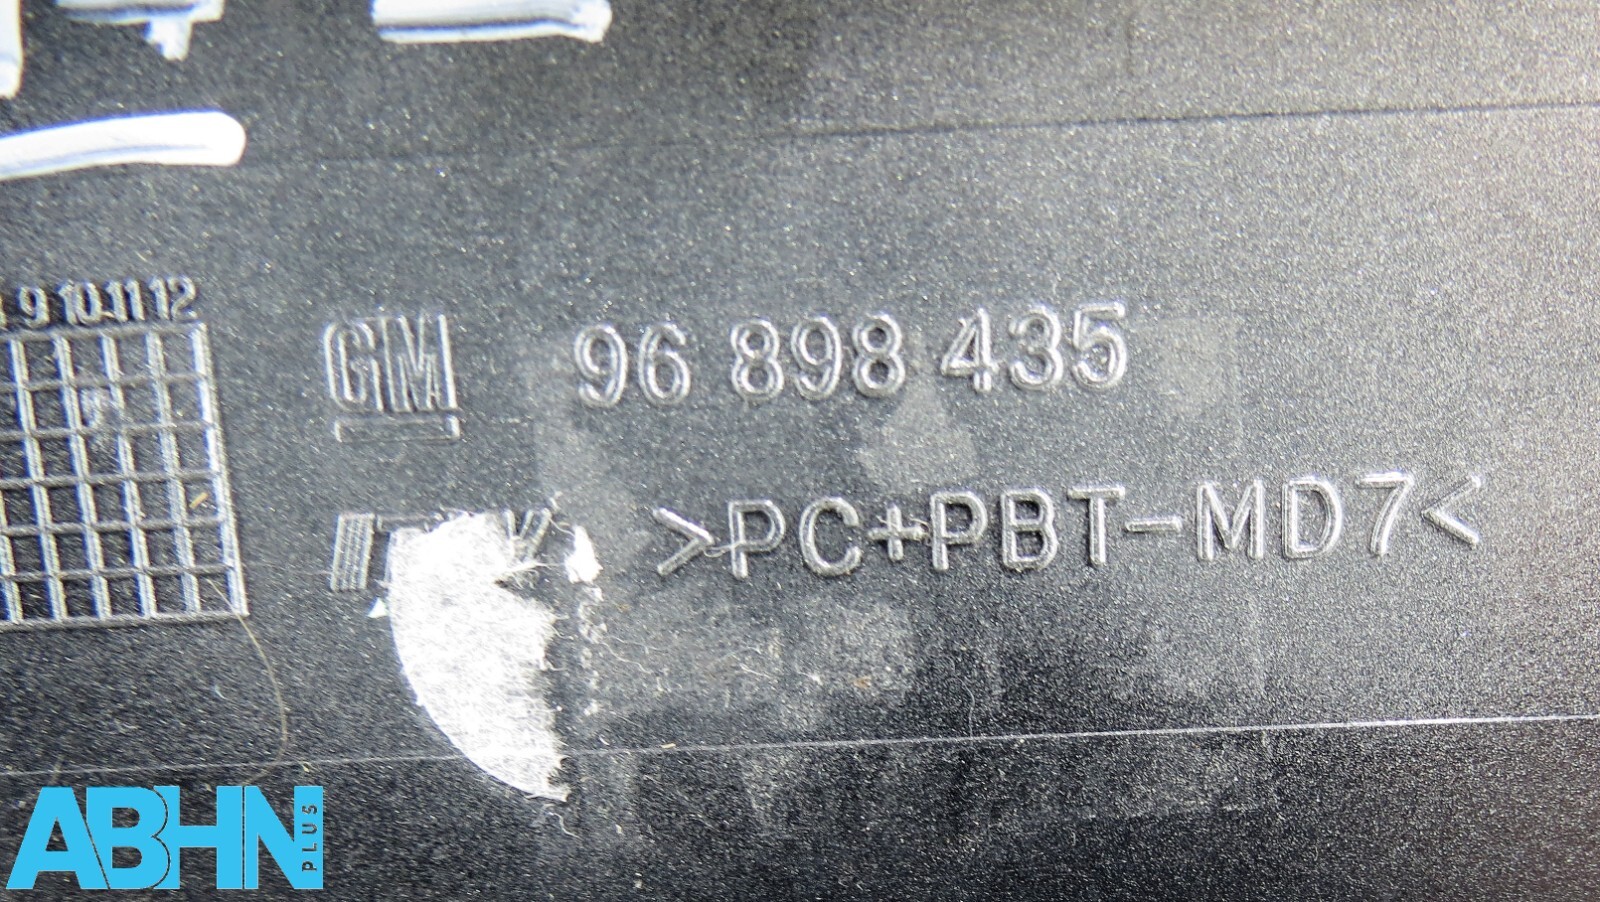 9 10 11 12
GM 96 898 435
>PC+PBT-MD7<
ABHN PLUS